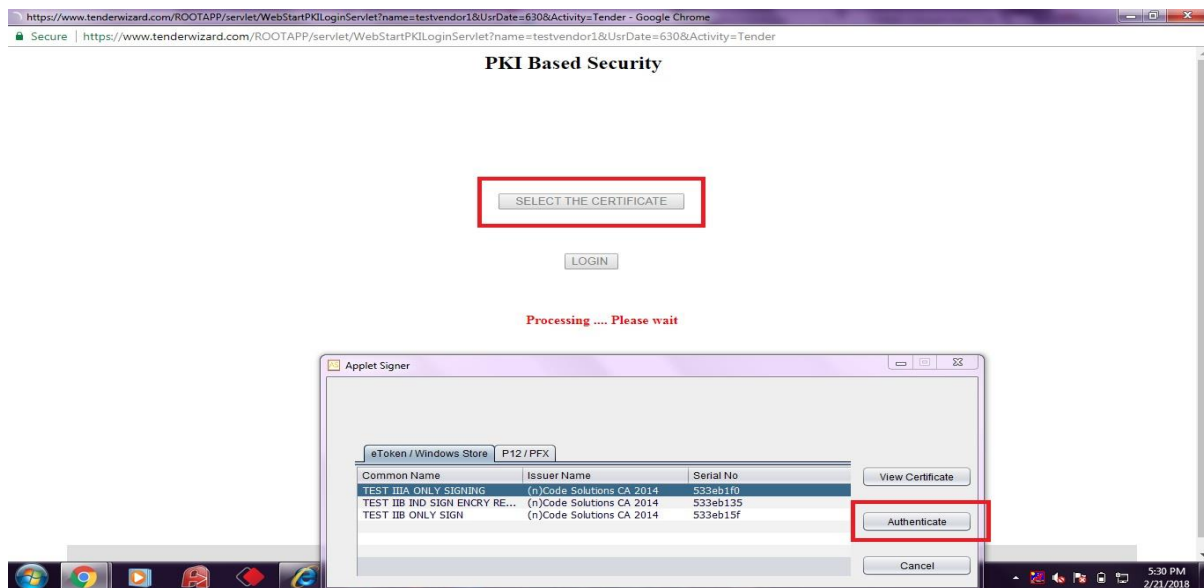 https://www.tenderwizard.com/ROOTAPP/servlet/WebStartPKILoginServlet?name=testvendor1&UsrDate=630&Activity=Tender - Google Chrome
Secure | https://www.tenderwizard.com/ROOTAPP/servlet/WebStartPKILoginServlet?name=testvendor1&UsrDate=630&Activity=Tender
PKI Based Security
SELECT THE CERTIFICATE
LOGIN
Processing .... Please wait
Applet Signer
eToken / Windows Store P12 / PFX
Common Name Issuer Name Serial No
TEST IIIA ONLY SIGNING (n)Code Solutions CA 2014 533eb1f0
TEST IIB IND SIGN ENCRY RE... (n)Code Solutions CA 2014 533eb135
TEST IIB ONLY SIGN (n)Code Solutions CA 2014 533eb15f
View Certificate
Authenticate
Cancel
5:30 PM
2/21/2018